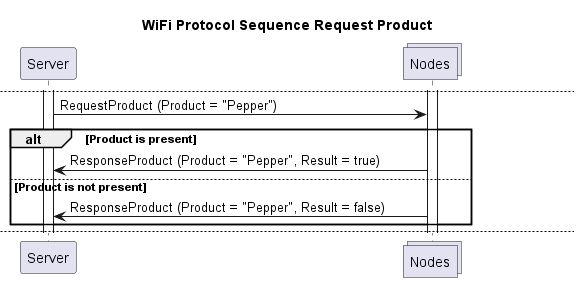 WiFi Protocol Sequence Request Product
Server
Nodes
RequestProduct (Product = "Pepper")
alt [Product is present]
ResponseProduct (Product = "Pepper", Result = true)
[Product is not present]
ResponseProduct (Product = "Pepper", Result = false)
Server
Nodes